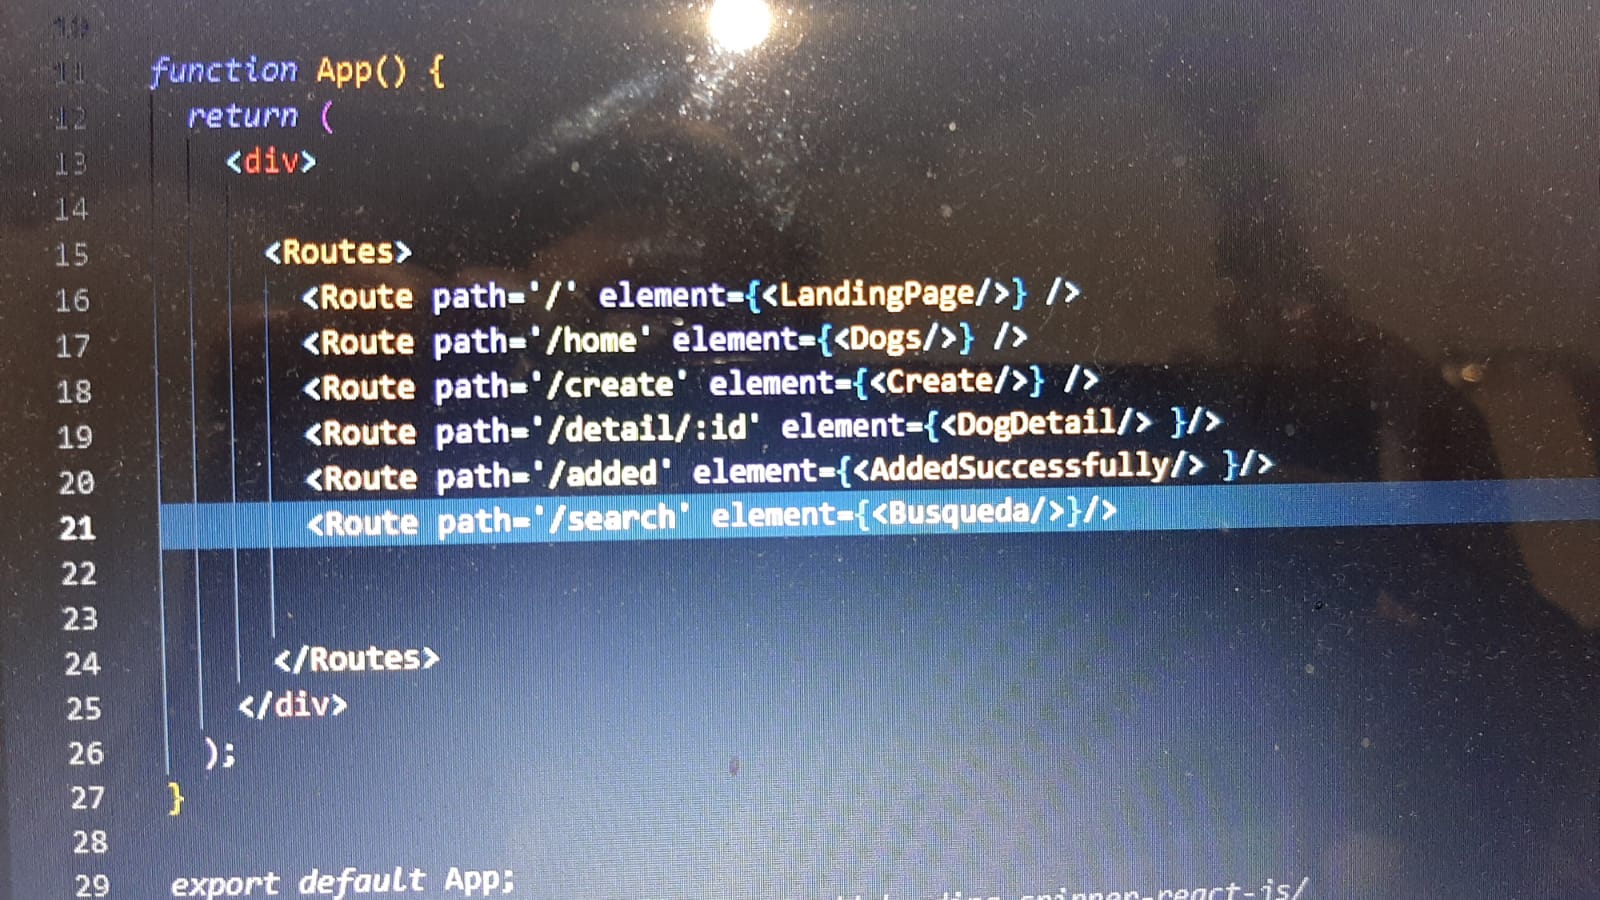 10
11 function App() {
12 return (
13 <div>
14
15 <Routes>
16 <Route path='/' element={<LandingPage/>} />
17 <Route path='/home' element={<Dogs/>} />
18 <Route path='/create' element={<Create/>} />
19 <Route path='/detail/:id' element={<DogDetail/> }/>
20 <Route path='/added' element={<AddedSuccessfully/> }/>
21 <Route path='/search' element={<Busqueda/>}/>
22
23
24 </Routes>
25 </div>
26 );
27 }
28
29 export default App;
spinner-react-js/